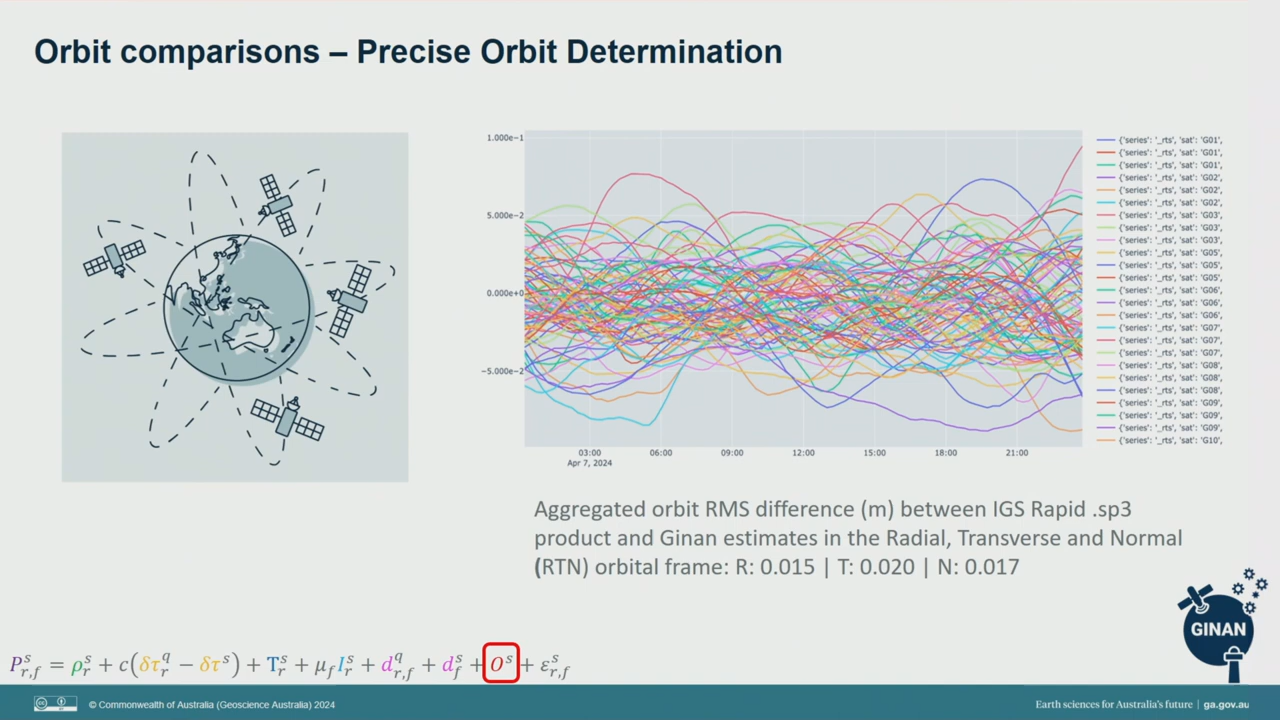 Orbit comparisons – Precise Orbit Determination
1.000e−1
5.000e−2
0.000e+0
−5.000e−2
03:00
Apr 7, 2024
06:00
09:00
12:00
15:00
18:00
21:00
{'series': '_rts', 'sat': 'G01',
{'series': '_rts', 'sat': 'G01',
{'series': '_rts', 'sat': 'G01',
{'series': '_rts', 'sat': 'G02',
{'series': '_rts', 'sat': 'G02',
{'series': '_rts', 'sat': 'G02',
{'series': '_rts', 'sat': 'G03',
{'series': '_rts', 'sat': 'G03',
{'series': '_rts', 'sat': 'G03',
{'series': '_rts', 'sat': 'G05',
{'series': '_rts', 'sat': 'G05',
{'series': '_rts', 'sat': 'G05',
{'series': '_rts', 'sat': 'G06',
{'series': '_rts', 'sat': 'G06',
{'series': '_rts', 'sat': 'G06',
{'series': '_rts', 'sat': 'G07',
{'series': '_rts', 'sat': 'G07',
{'series': '_rts', 'sat': 'G07',
{'series': '_rts', 'sat': 'G08',
{'series': '_rts', 'sat': 'G08',
{'series': '_rts', 'sat': 'G08',
{'series': '_rts', 'sat': 'G09',
{'series': '_rts', 'sat': 'G09',
{'series': '_rts', 'sat': 'G09',
{'series': '_rts', 'sat': 'G10',
Aggregated orbit RMS difference (m) between IGS Rapid .sp3
product and Ginan estimates in the Radial, Transverse and Normal
(RTN) orbital frame: R: 0.015 | T: 0.020 | N: 0.017
GINAN
P^s_{r,f} = ρ^s_r + c(δτ^q_r − δτ^s) + T^s_r + μ_f I^s_r + d^q_{r,f} + d^s_f + O^s + ε^s_{r,f}
cc BY
© Commonwealth of Australia (Geoscience Australia) 2024
Earth sciences for Australia's future | ga.gov.au